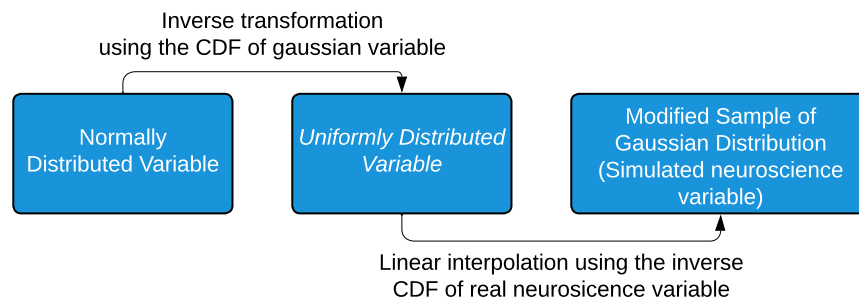 Inverse transformation
using the CDF of gaussian variable
Normally
Distributed Variable
Uniformly Distributed
Variable
Modified Sample of
Gaussian Distribution
(Simulated neuroscience
variable)
Linear interpolation using the inverse
CDF of real neurosicence variable